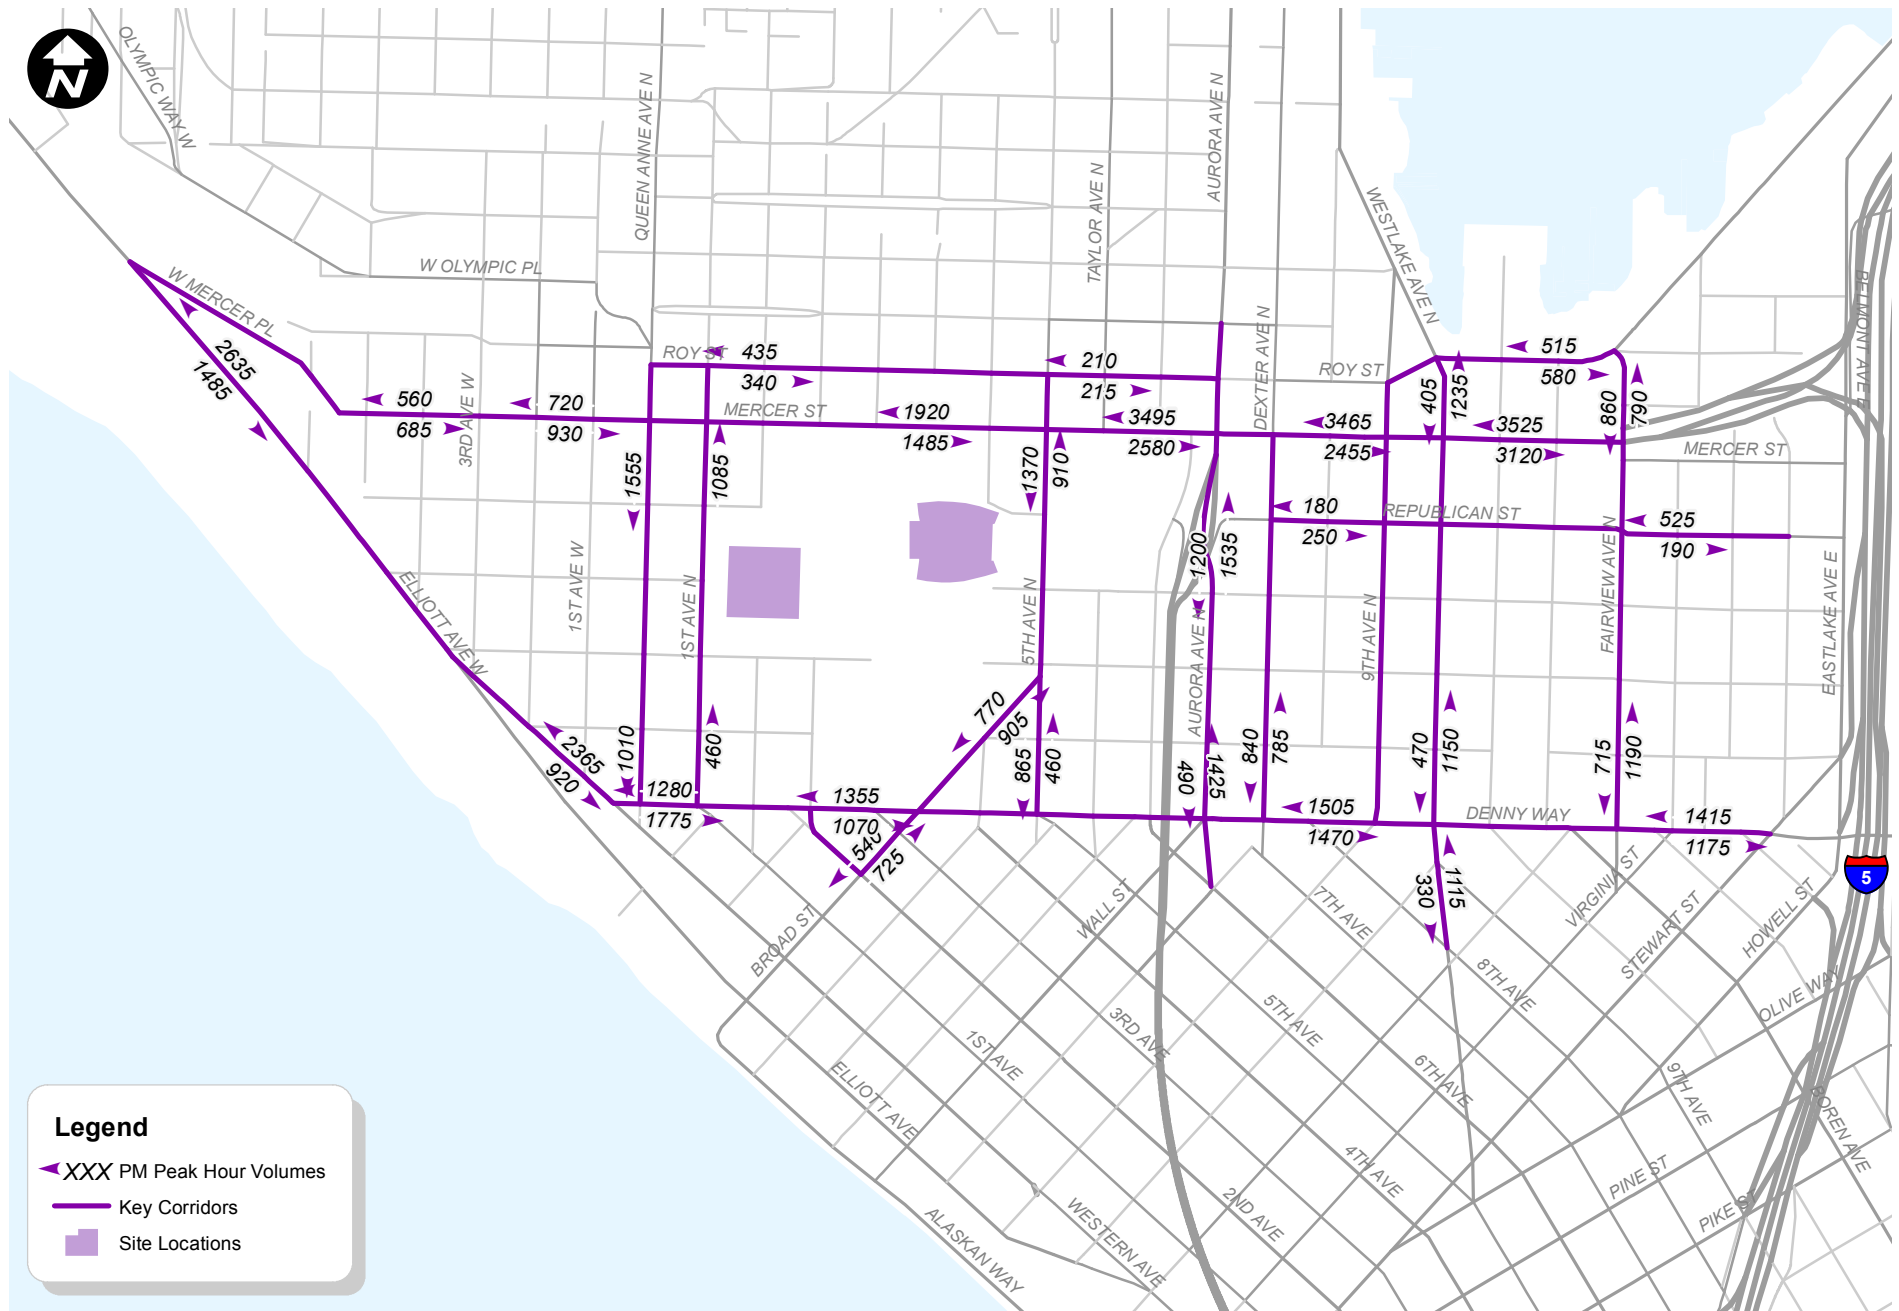 N
OLYMPIC WAY W
QUEEN ANNE AVE N
TAYLOR AVE N
AURORA AVE N
WESTLAKE AVE N
BELMONT AVE E
W OLYMPIC PL
W MERCER PL
DEXTER AVE N
ROY ST
435
340
210
215
ROY ST
515
580
405
1235
860
790
2635
1485
560
685
3RD AVE W
720
930
MERCER ST
1920
1485
3495
2580
3465
2455
3525
3120
MERCER ST
1555
1085
1370
910
180
250
REPUBLICAN ST
525
190
1200
1535
FAIRVIEW AVE N
ELLIOTT AVE W
1ST AVE W
1ST AVE N
5TH AVE N
AURORA AVE N
9TH AVE N
EASTLAKE AVE E
770
905
2365
920
1010
460
865
460
490
1425
840
785
470
1150
715
1190
1280
1775
1355
1070
1505
1470
DENNY WAY
1415
1175
540
725
330
1115
5
BROAD ST
WALL ST
7TH AVE
VIRGINIA ST
STEWART ST
HOWELL ST
8TH AVE
OLIVE WAY
1ST AVE
3RD AVE
5TH AVE
6TH AVE
9TH AVE
BOREN AVE
ELLIOTT AVE
4TH AVE
2ND AVE
PINE ST
PIKE ST
WESTERN AVE
ALASKAN WAY
Legend
XXX PM Peak Hour Volumes
Key Corridors
Site Locations